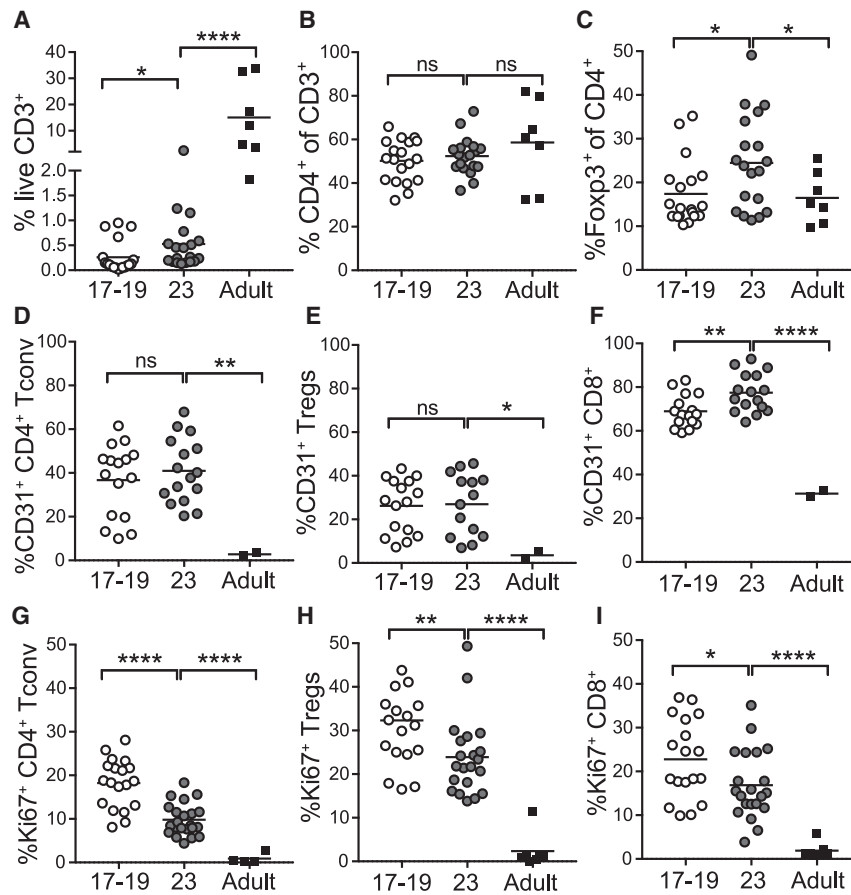 A
% live CD3⁺
40
30
20
10
2.0
1.5
1.0
0.5
0.0
*
****
17-19 23 Adult
B
% CD4⁺ of CD3⁺
100
80
60
40
20
0
ns ns
17-19 23 Adult
C
%Foxp3⁺ of CD4⁺
50
40
30
20
10
0
* *
17-19 23 Adult
D
%CD31⁺ CD4⁺ Tconv
100
80
60
40
20
0
ns **
17-19 23 Adult
E
%CD31⁺ Tregs
100
80
60
40
20
0
ns *
17-19 23 Adult
F
%CD31⁺ CD8⁺
100
80
60
40
20
0
** ****
17-19 23 Adult
G
%Ki67⁺ CD4⁺ Tconv
50
40
30
20
10
0
**** ****
17-19 23 Adult
H
%Ki67⁺ Tregs
50
40
30
20
10
0
** ****
17-19 23 Adult
I
%Ki67⁺ CD8⁺
50
40
30
20
10
0
* ****
17-19 23 Adult